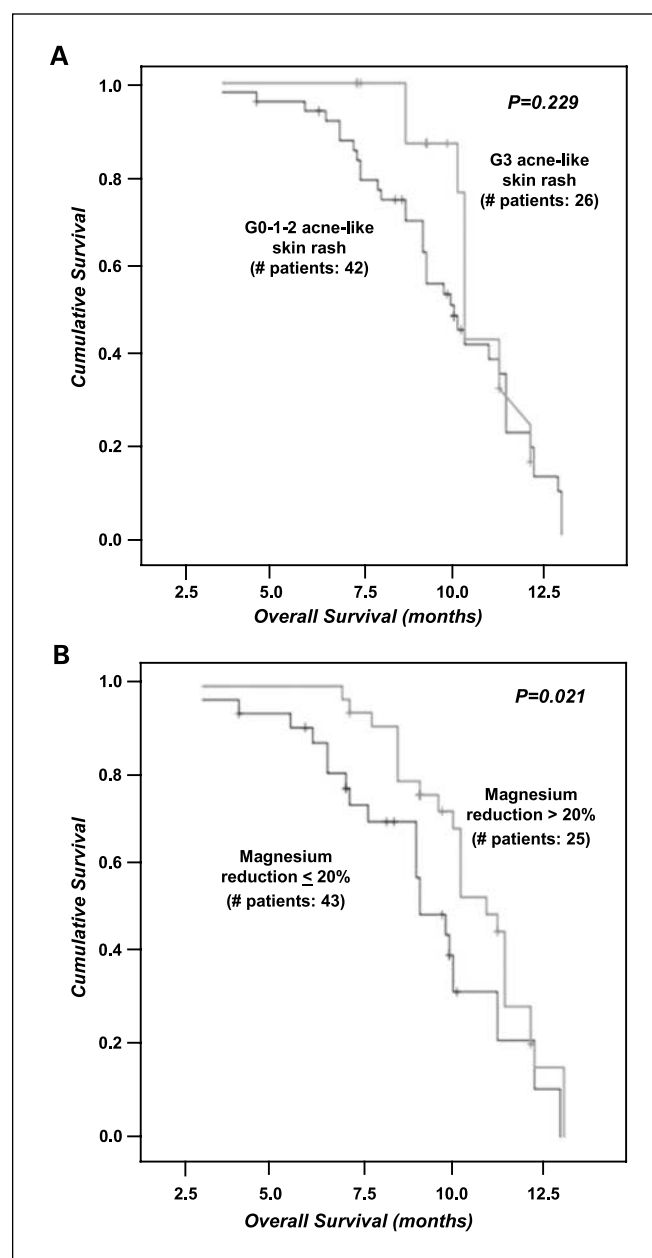 A
1.0
0.8
0.6
0.4
0.2
0.0
Cumulative Survival
P=0.229
G3 acne-like
skin rash
(# patients: 26)
G0-1-2 acne-like
skin rash
(# patients: 42)
2.5 5.0 7.5 10.0 12.5
Overall Survival (months)
B
1.0
0.8
0.6
0.4
0.2
0.0
Cumulative Survival
P=0.021
Magnesium
reduction > 20%
(# patients: 25)
Magnesium
reduction ≤ 20%
(# patients: 43)
2.5 5.0 7.5 10.0 12.5
Overall Survival (months)